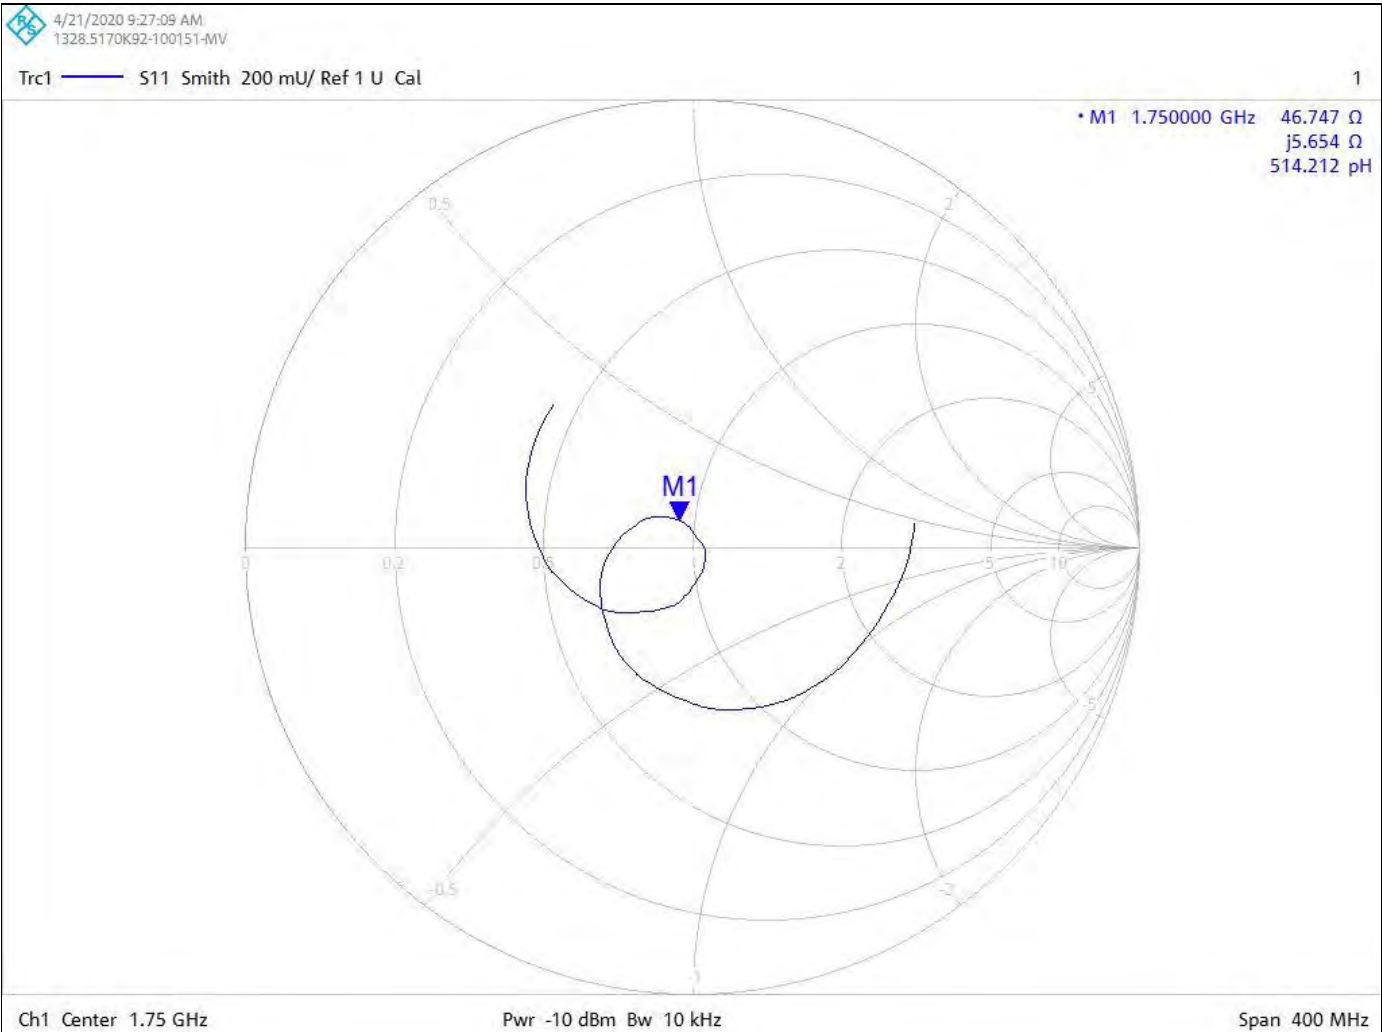 R/S
4/21/2020 9:27:09 AM
1328.5170K92-100151-MV
Trc1 S11 Smith 200 mU/ Ref 1 U Cal 1
• M1 1.750000 GHz 46.747 Ω
j5.654 Ω
514.212 pH
0.5 2
5
M1
0 0.2 0.5 1 2 5 10
-5
-0.5 -2
-1
Ch1 Center 1.75 GHz Pwr -10 dBm Bw 10 kHz Span 400 MHz